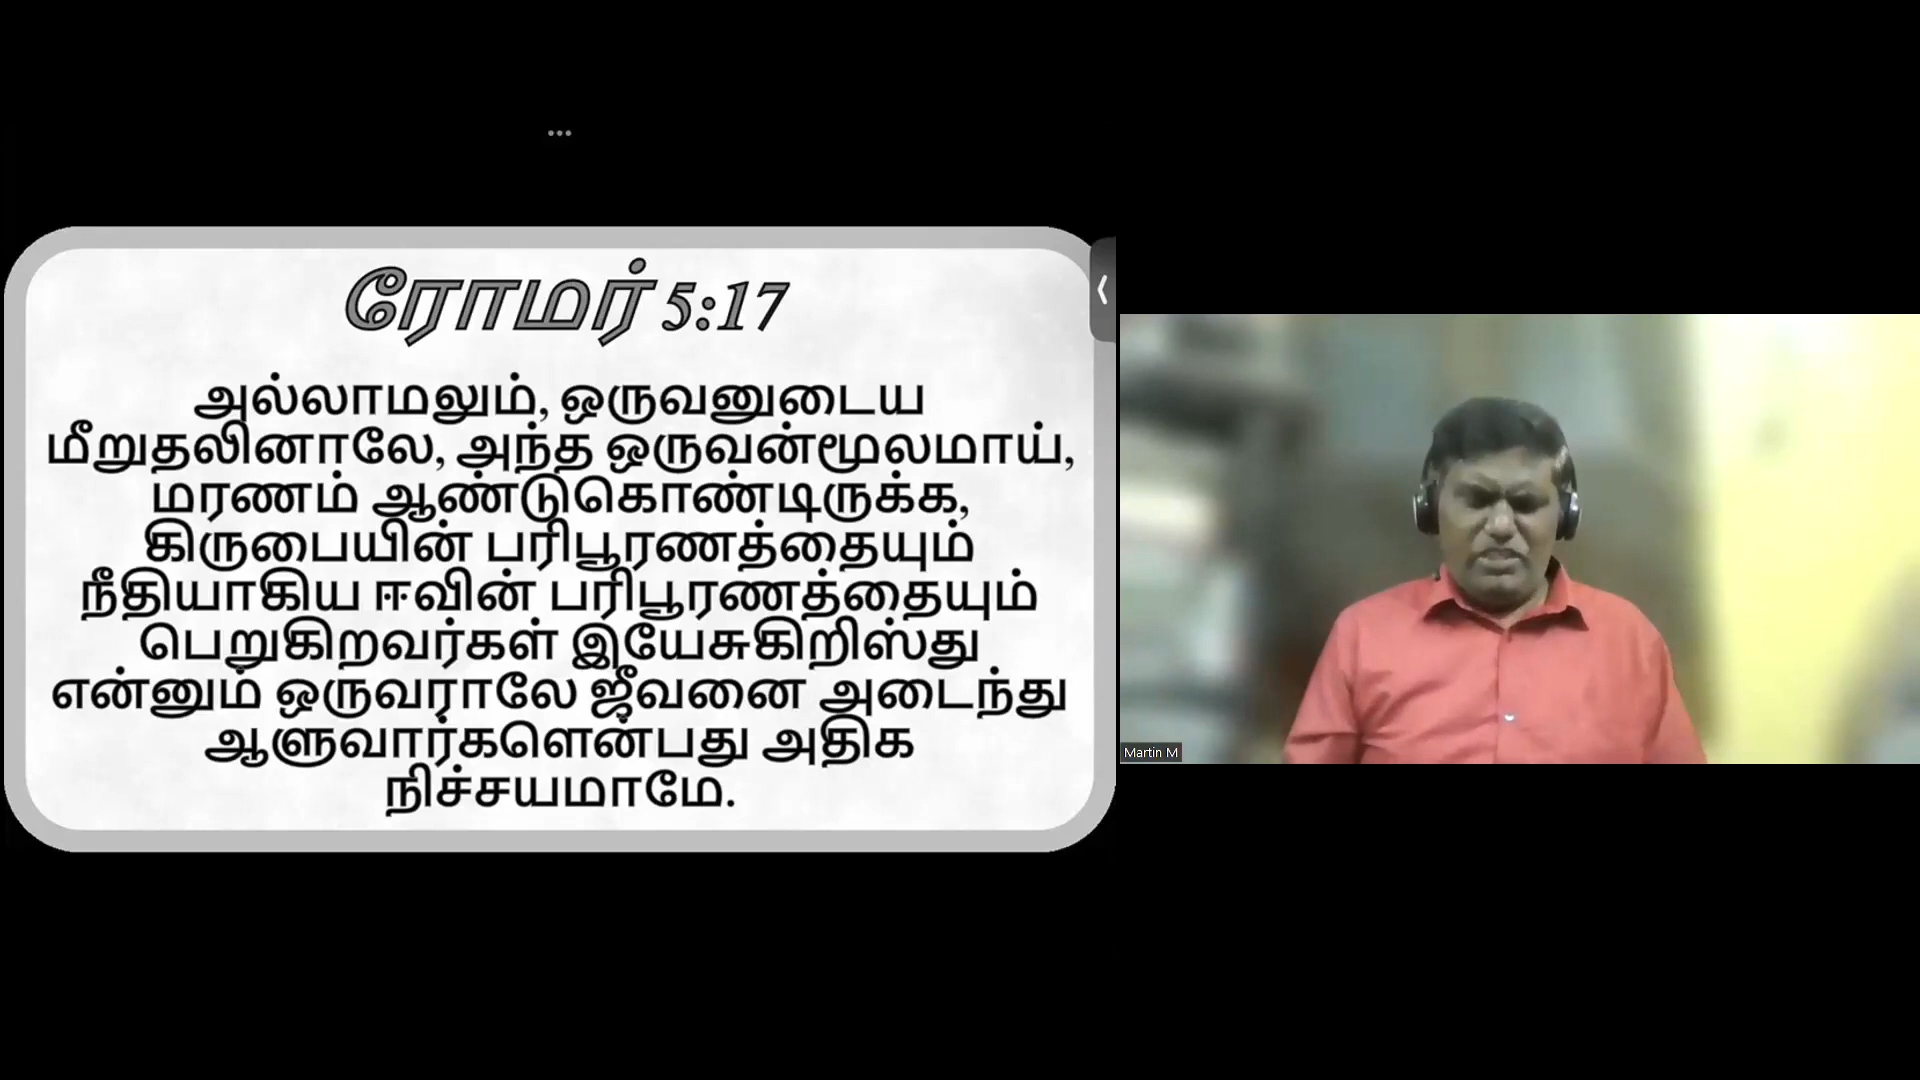 ரோமர் 5:17
அல்லாமலும், ஒருவனுடைய
மீறுதலினாலே, அந்த ஒருவன்மூலமாய்,
மரணம் ஆண்டுகொண்டிருக்க,
கிருபையின் பரிபூரணத்தையும்
நீதியாகிய ஈவின் பரிபூரணத்தையும்
பெறுகிறவர்கள் இயேசுகிறிஸ்து
என்னும் ஒருவராலே ஜீவனை அடைந்து
ஆளுவார்களென்பது அதிக
நிச்சயமாமே.
Martin M